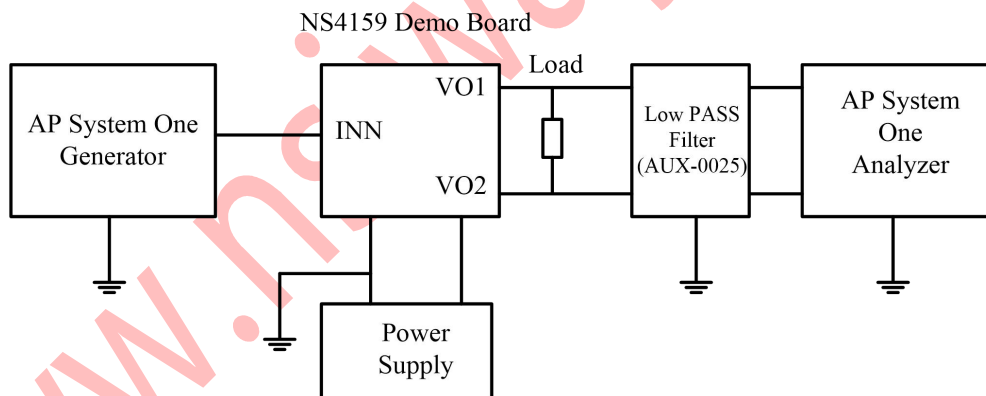 NS4159 Demo Board
AP System One
Generator
INN
VO1
VO2
Load
Low PASS
Filter
(AUX-0025)
AP System
One
Analyzer
Power
Supply